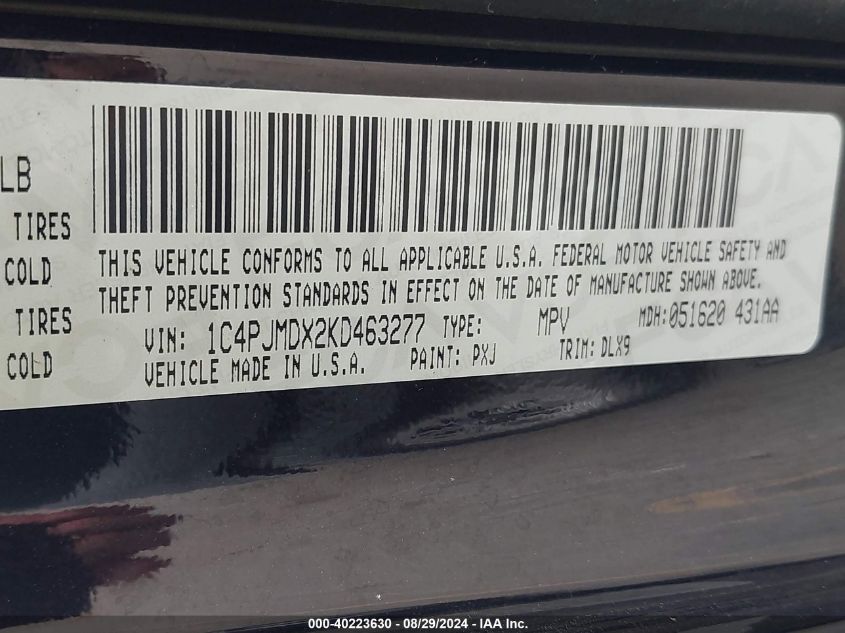 LB
TIRES
COLD
TIRES
COLD
THIS VEHICLE CONFORMS TO ALL APPLICABLE U.S.A. FEDERAL MOTOR VEHICLE SAFETY AND
THEFT PREVENTION STANDARDS IN EFFECT ON THE DATE OF MANUFACTURE SHOWN ABOVE.
VIN: 1C4PJMDX2KD463277 TYPE: MPV MDH:051620 431AA
VEHICLE MADE IN U.S.A. PAINT: PXJ TRIM: DLX9
000-40223630 - 08/29/2024 - IAA Inc.